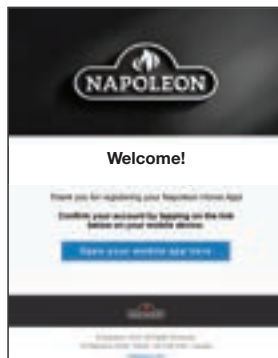 NAPOLEON
Welcome!
Thank you for registering your Napoleon Home App!
Confirm your account by tapping on the link
below on your mobile device.
Open your mobile app here
NAPOLEON